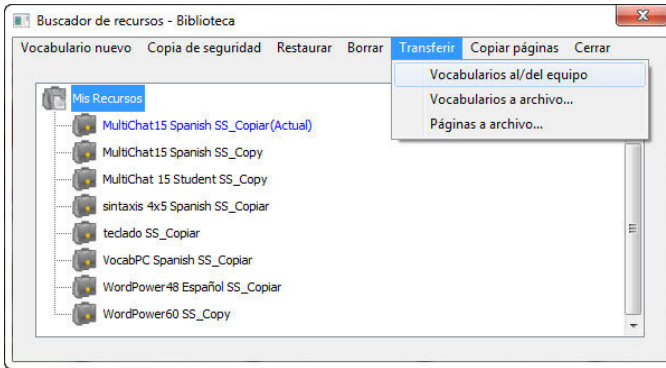 Buscador de recursos - Biblioteca
Vocabulario nuevo Copia de seguridad Restaurar Borrar Transferir Copiar páginas Cerrar
Vocabularios al/del equipo
Vocabularios a archivo...
Páginas a archivo...
Mis Recursos
MultiChat15 Spanish SS_Copiar(Actual)
MultiChat15 Spanish SS_Copy
MultiChat 15 Student SS_Copy
sintaxis 4x5 Spanish SS_Copiar
teclado SS_Copiar
VocabPC Spanish SS_Copiar
WordPower48 Español SS_Copiar
WordPower60 SS_Copy